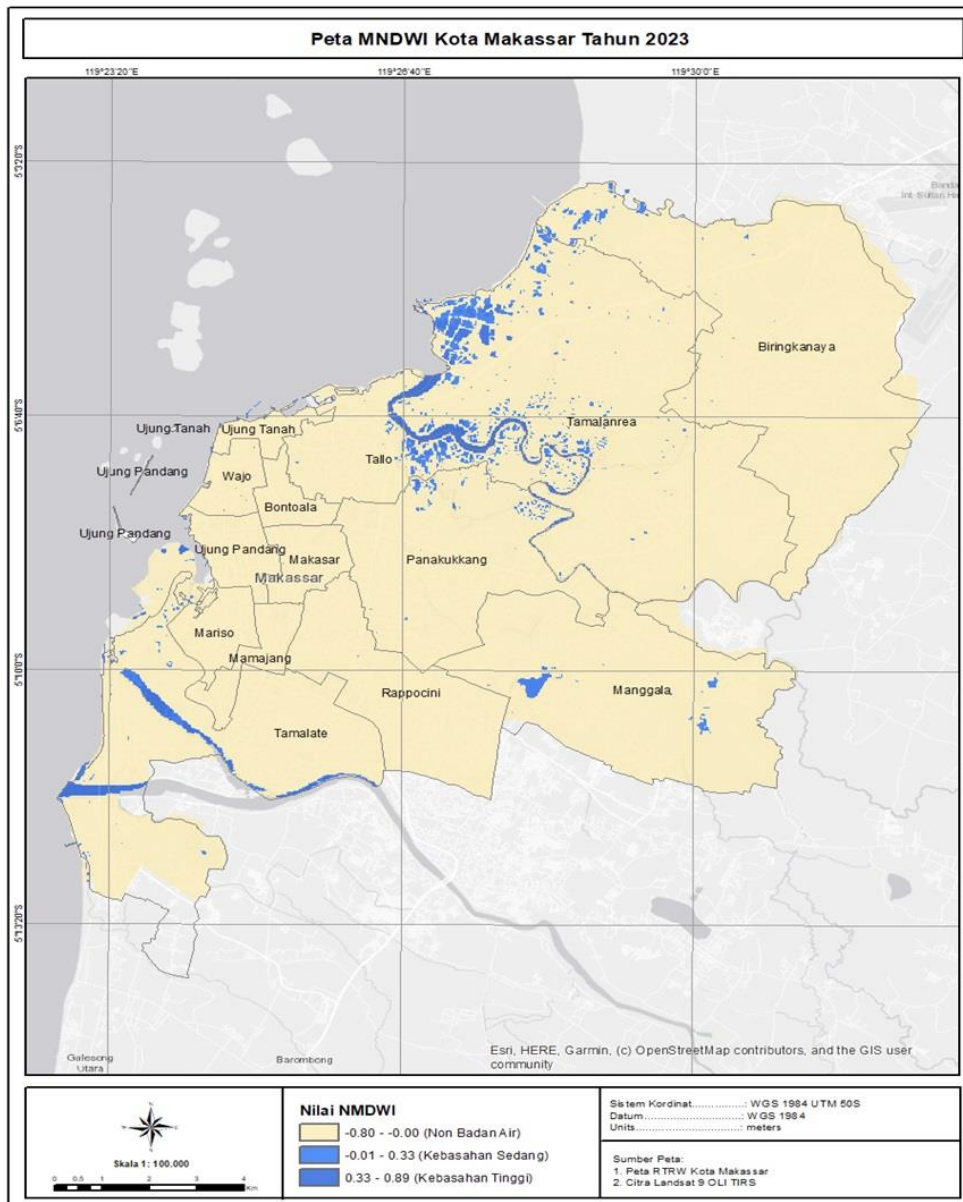 Peta MNDWI Kota Makassar Tahun 2023
119°23'20"E
119°26'40"E
119°30'0"E
5°3'20"S
Int. Sultan Ha
Biringkanaya
Tamalanrea
Ujung Tanah
Ujung Tanah
Tallo
Ujung Pandang
Wajo
Bontoala
Ujung Pandang
Ujung Pandang
Makasar
Panakukkang
Makassar
Mariso
Mamajang
Manggala
Rappocini
Tamalate
5°13'20"S
Galesong
Utara
Barombong
Esri, HERE, Garmin, (c) OpenStreetMap contributors, and the GIS user
community
Skala 1: 100.000
0 0.5 1 2 3 4
Km
Nilai NMDWI
-0.80 - -0.00 (Non Badan Air)
-0.01 - 0.33 (Kebasahan Sedang)
0.33 - 0.89 (Kebasahan Tinggi)
Sistem Kordinat..............: WGS 1984 UTM 50S
Datum..............................: WGS 1984
Units................................: meters
Sumber Peta:
1. Peta RTRW Kota Makassar
2. Citra Landsat 9 OLI TIRS